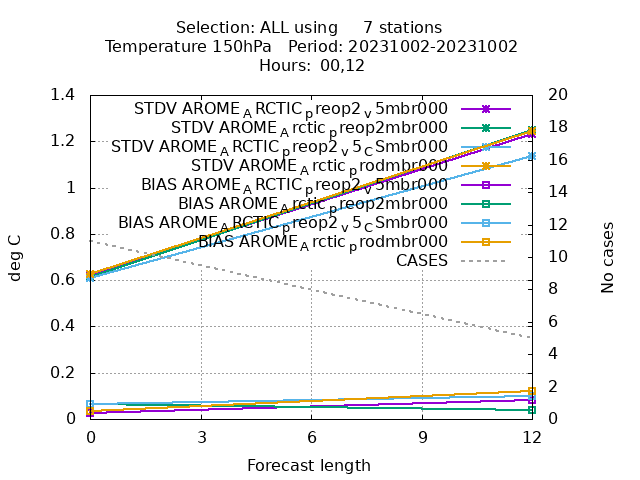 Selection: ALL using     7 stations
Temperature 150hPa   Period: 20231002-20231002
Hours:  00,12
1.4
1.2
1
0.8
0.6
0.4
0.2
0
20
18
16
14
12
10
8
6
4
2
0
STDV AROME_ARCTIC_preop2_v5mbr000
STDV AROME_Arctic_preop2mbr000
STDV AROME_ARCTIC_preop2_v5_CSmbr000
STDV AROME_Arctic_prodmbr000
BIAS AROME_ARCTIC_preop2_v5mbr000
BIAS AROME_Arctic_preop2mbr000
BIAS AROME_ARCTIC_preop2_v5_CSmbr000
BIAS AROME_Arctic_prodmbr000
CASES
deg C
No cases
0 3 6 9 12
Forecast length